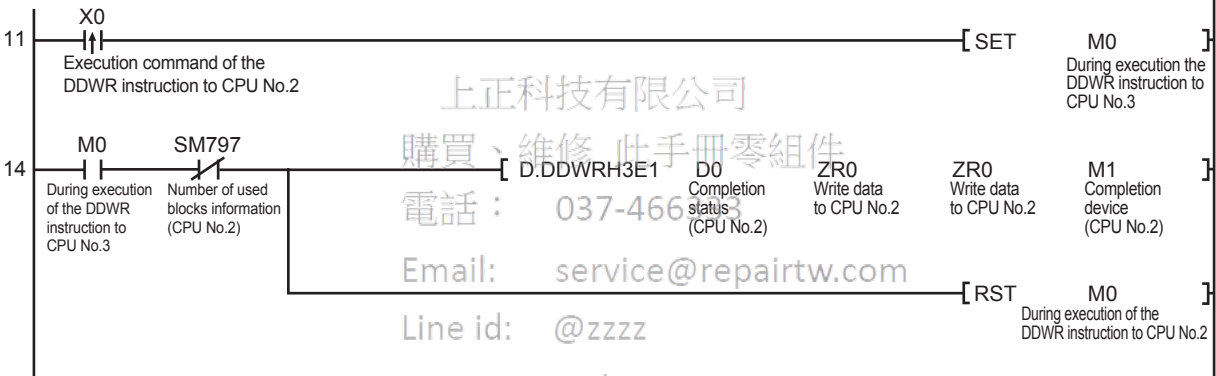 X0
11
[ SET M0 ]
Execution command of the
DDWR instruction to CPU No.2
During execution the
DDWR instruction to
CPU No.3
上正科技有限公司
購買、維修 此手冊零組件
M0 SM797
14
[ D.DDWRH3E1 D0 ZR0 ZR0 M1 ]
During execution
of the DDWR
instruction to
CPU No.3
Number of used
blocks information
(CPU No.2)
Completion
status
(CPU No.2)
Write data
to CPU No.2
Write data
to CPU No.2
Completion
device
(CPU No.2)
電話： 037-466333
Email: service@repairtw.com
[ RST M0 ]
During execution of the
DDWR instruction to CPU No.2
Line id: @zzzz